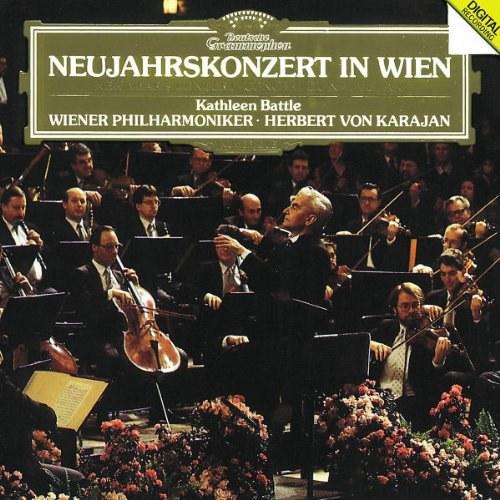 Deutsche
Grammophon
DIGITAL
RECORDING
NEUJAHRSKONZERT IN WIEN
Kathleen Battle
WIENER PHILHARMONIKER · HERBERT VON KARAJAN